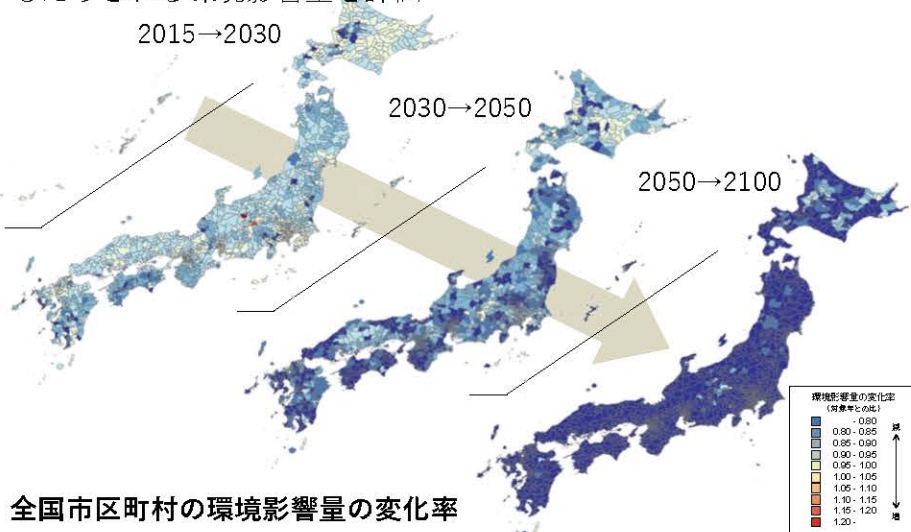 2015→2030
2030→2050
2050→2100
環境影響量の変化率
(対象年との比)
- 0.80
0.80 - 0.85
0.85 - 0.90
0.90 - 0.95
0.95 - 1.00
1.00 - 1.05
1.05 - 1.10
1.10 - 1.15
1.15 - 1.20
1.20 -
減
増
全国市区町村の環境影響量の変化率